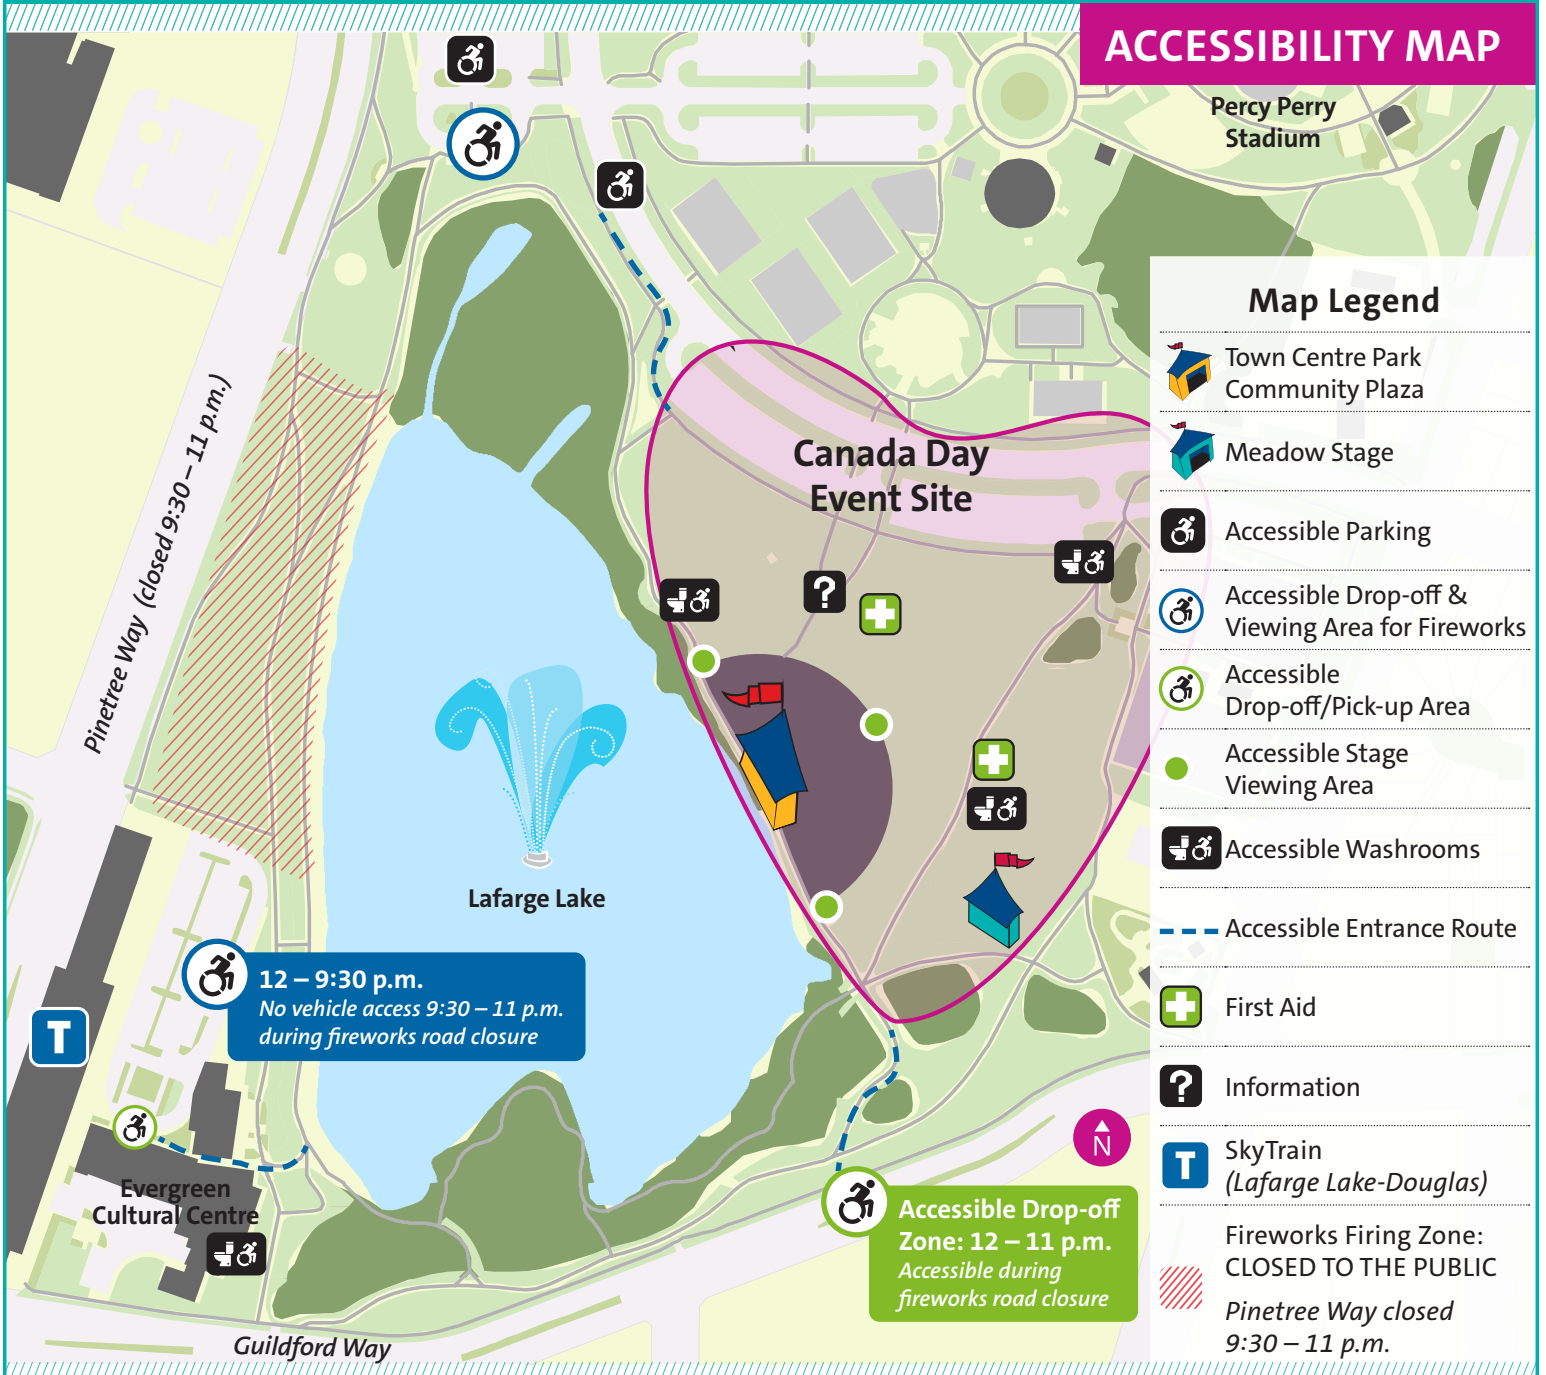 ACCESSIBILITY MAP
Percy Perry
Stadium
Pinetree Way (closed 9:30 – 11 p.m.)
Canada Day
Event Site
?
Lafarge Lake
12 – 9:30 p.m.
No vehicle access 9:30 – 11 p.m.
during fireworks road closure
T
Evergreen
Cultural Centre
N
Accessible Drop-off
Zone: 12 – 11 p.m.
Accessible during
fireworks road closure
Guildford Way
Map Legend
Town Centre Park
Community Plaza
Meadow Stage
Accessible Parking
Accessible Drop-off &
Viewing Area for Fireworks
Accessible
Drop-off/Pick-up Area
Accessible Stage
Viewing Area
Accessible Washrooms
Accessible Entrance Route
First Aid
?
Information
T
SkyTrain
(Lafarge Lake-Douglas)
Fireworks Firing Zone:
CLOSED TO THE PUBLIC
Pinetree Way closed
9:30 – 11 p.m.